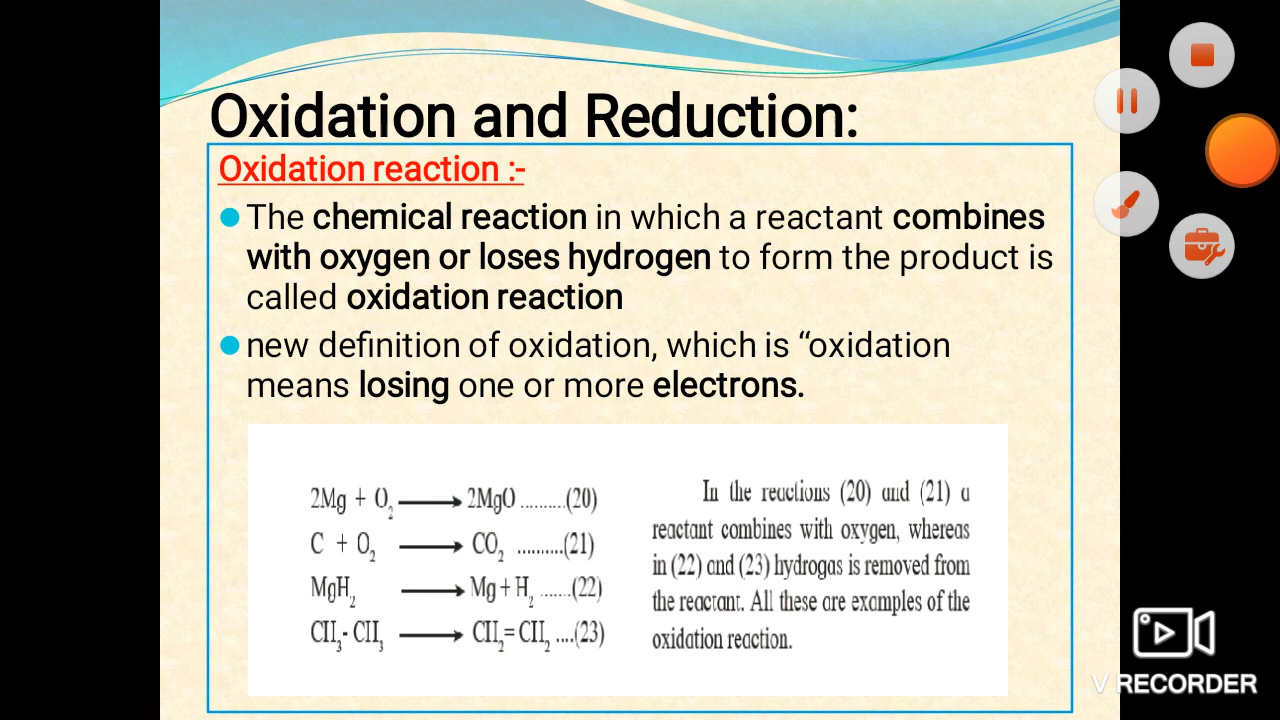 Oxidation and Reduction:
Oxidation reaction :-
The chemical reaction in which a reactant combines
with oxygen or loses hydrogen to form the product is
called oxidation reaction
new definition of oxidation, which is “oxidation
means losing one or more electrons.
2Mg + O₂ ⟶ 2MgO .........(20)
C + O₂ ⟶ CO₂ ..........(21)
MgH₂ ⟶ Mg + H₂ .......(22)
CH₃- CH₃ ⟶ CH₂= CH₂ ....(23)
In the reactions (20) and (21) a
reactant combines with oxygen, whereas
in (22) and (23) hydrogas is removed from
the reactant. All these are examples of the
oxidation reaction.
V RECORDER